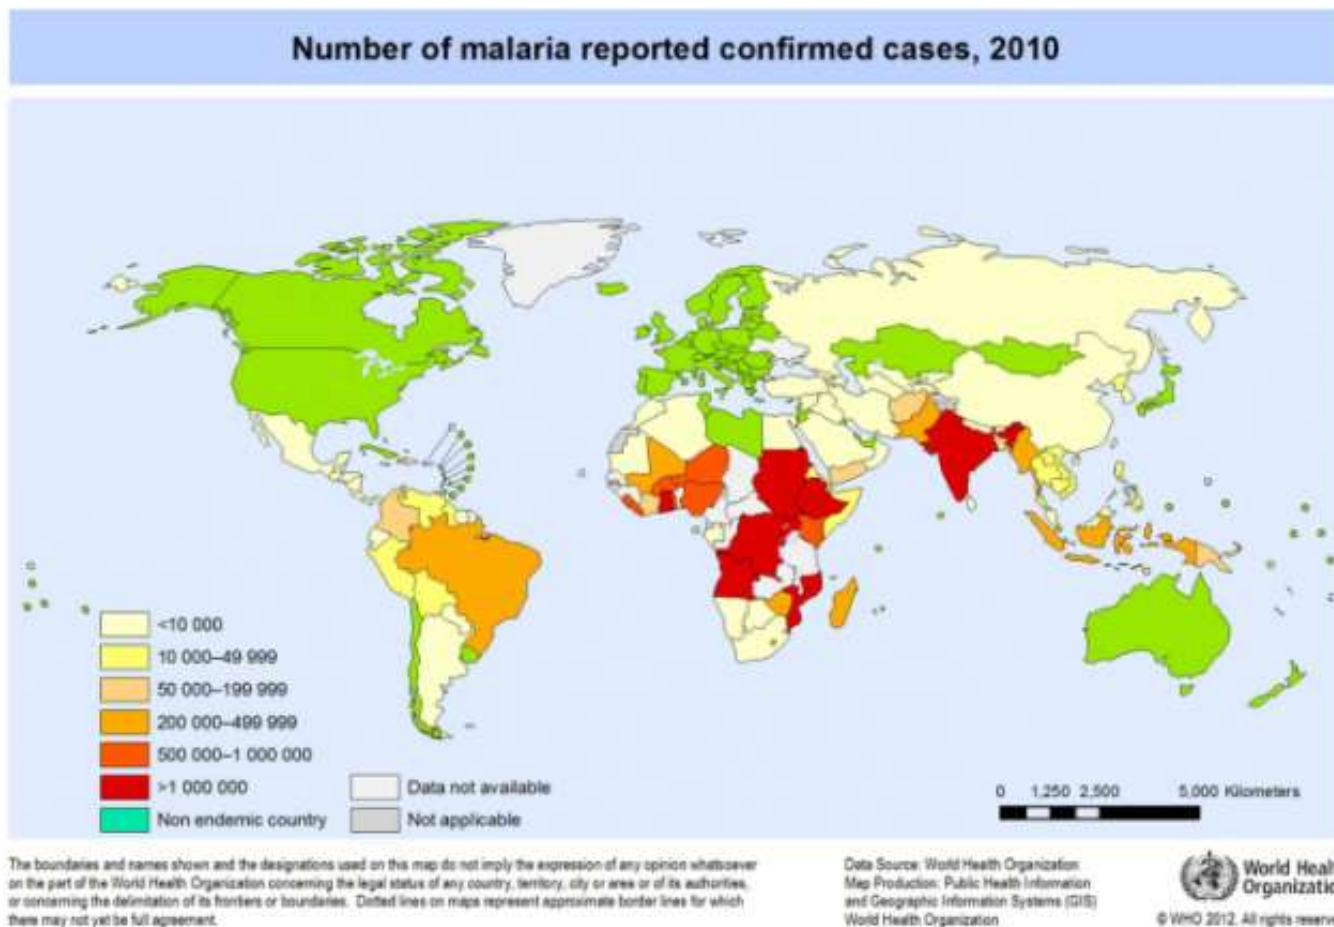 Number of malaria reported confirmed cases, 2010
<10 000
10 000–49 999
50 000–199 999
200 000–499 999
500 000–1 000 000
>1 000 000
Non endemic country
Data not available
Not applicable
0 1,250 2,500 5,000 Kilometers
The boundaries and names shown and the designations used on this map do not imply the expression of any opinion whatsoever
on the part of the World Health Organization concerning the legal status of any country, territory, city or area or of its authorities,
or concerning the delimitation of its frontiers or boundaries. Dotted lines on maps represent approximate border lines for which
there may not yet be full agreement.
Data Source: World Health Organization
Map Production: Public Health Information
and Geographic Information Systems (GIS)
World Health Organization
World Healt
Organizatio
© WHO 2012. All rights reserve